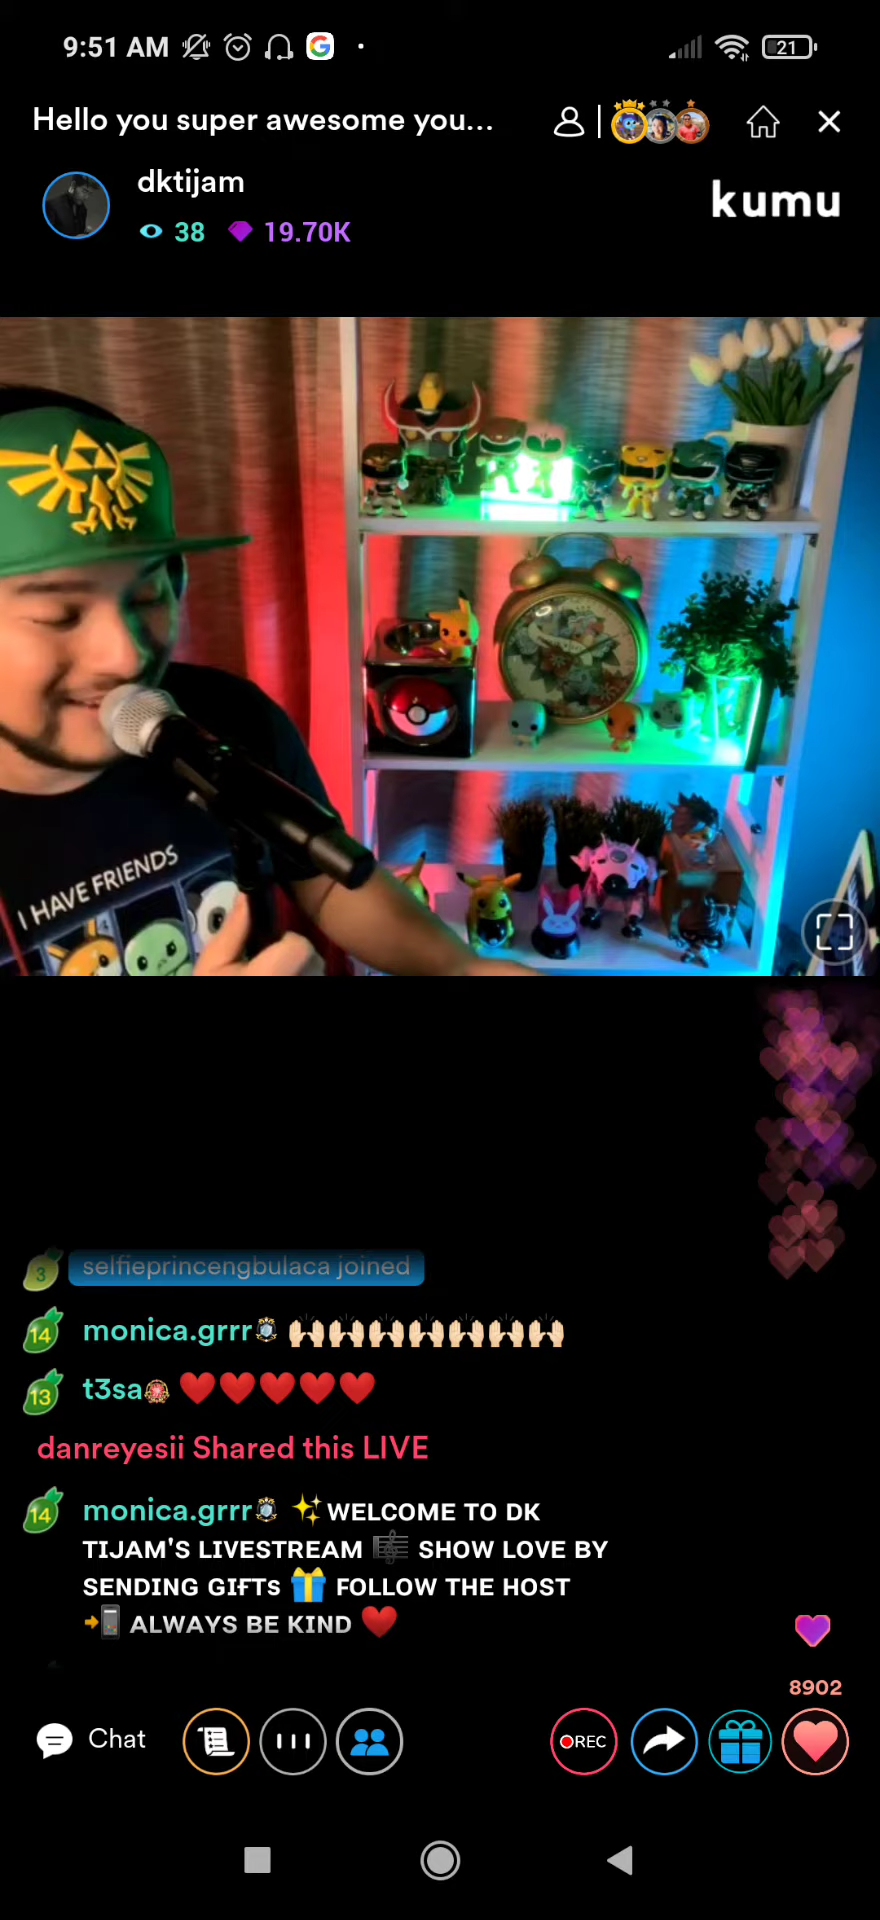 9:51 AM
21
Hello you super awesome you...
dktijam
38 19.70K
kumu
I HAVE FRIENDS
3 selfieprincengbulaca joined
14 monica.grrr 🙌🏻🙌🏻🙌🏻🙌🏻🙌🏻🙌🏻🙌🏻
13 t3sa ❤️❤️❤️❤️❤️
danreyesii Shared this LIVE
14 monica.grrr ✨WELCOME TO DK
TIJAM'S LIVESTREAM 🎼 SHOW LOVE BY
SENDING GIFTs 🎁 FOLLOW THE HOST
📲 ALWAYS BE KIND ❤️
8902
Chat
REC